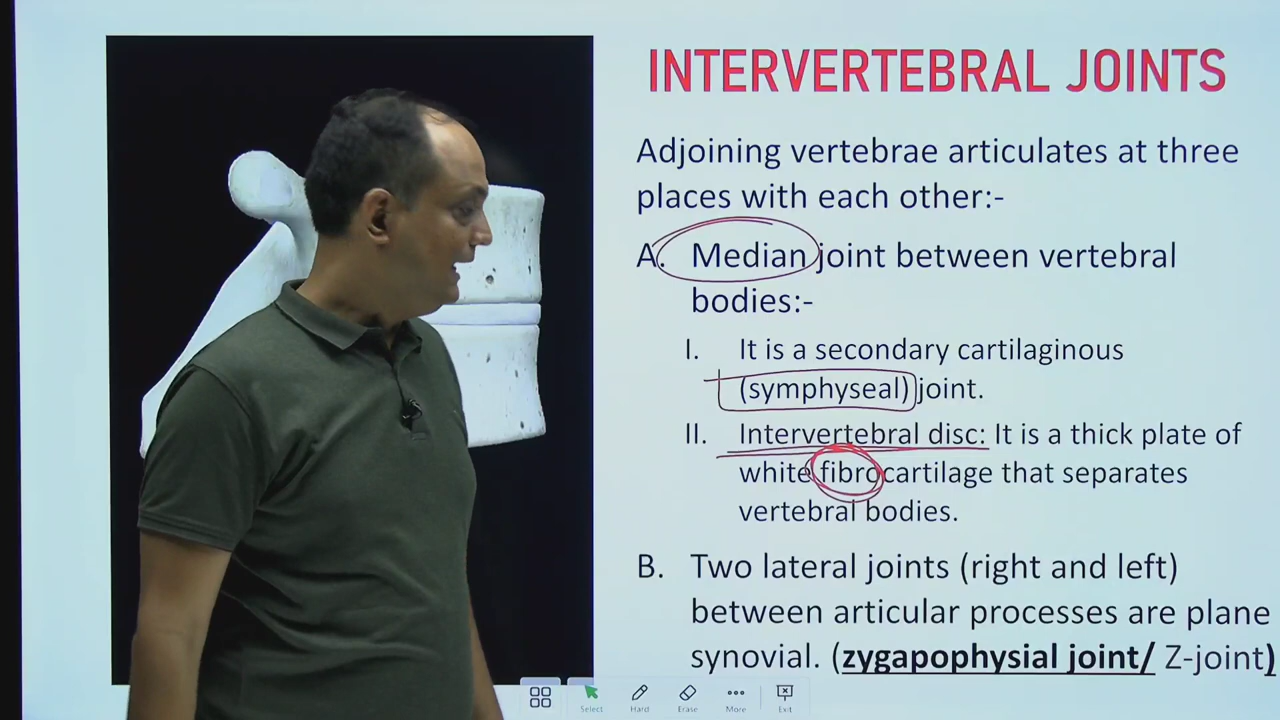 INTERVERTEBRAL JOINTS
Adjoining vertebrae articulates at three
places with each other:-
A. Median joint between vertebral
bodies:-
I. It is a secondary cartilaginous
(symphyseal) joint.
II. Intervertebral disc: It is a thick plate of
white fibrocartilage that separates
vertebral bodies.
B. Two lateral joints (right and left)
between articular processes are plane
synovial. (zygapophysial joint/ Z-joint)
Select Hard Erase More Exit